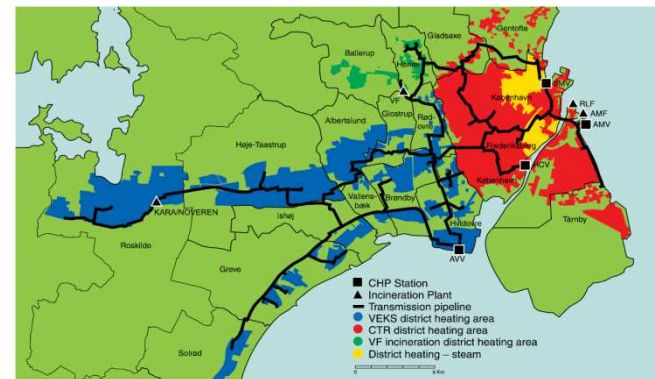 Gentofte
Gladsaxe
Ballerup
Herlev
København
SMV
RLF
AMF
AMV
VF
Glostrup
Rød-
ovre
Albertslund
Høje-Taastrup
Frederiksberg
HCV
København
Vallens-
bæk
Brøndby
Tårnby
KARA/NOVEREN
Ishøj
Hvidovre
Roskilde
AVV
Greve
Solrød
CHP Station
Incineration Plant
Transmission pipeline
VEKS district heating area
CTR district heating area
VF incineration district heating area
District heating – steam